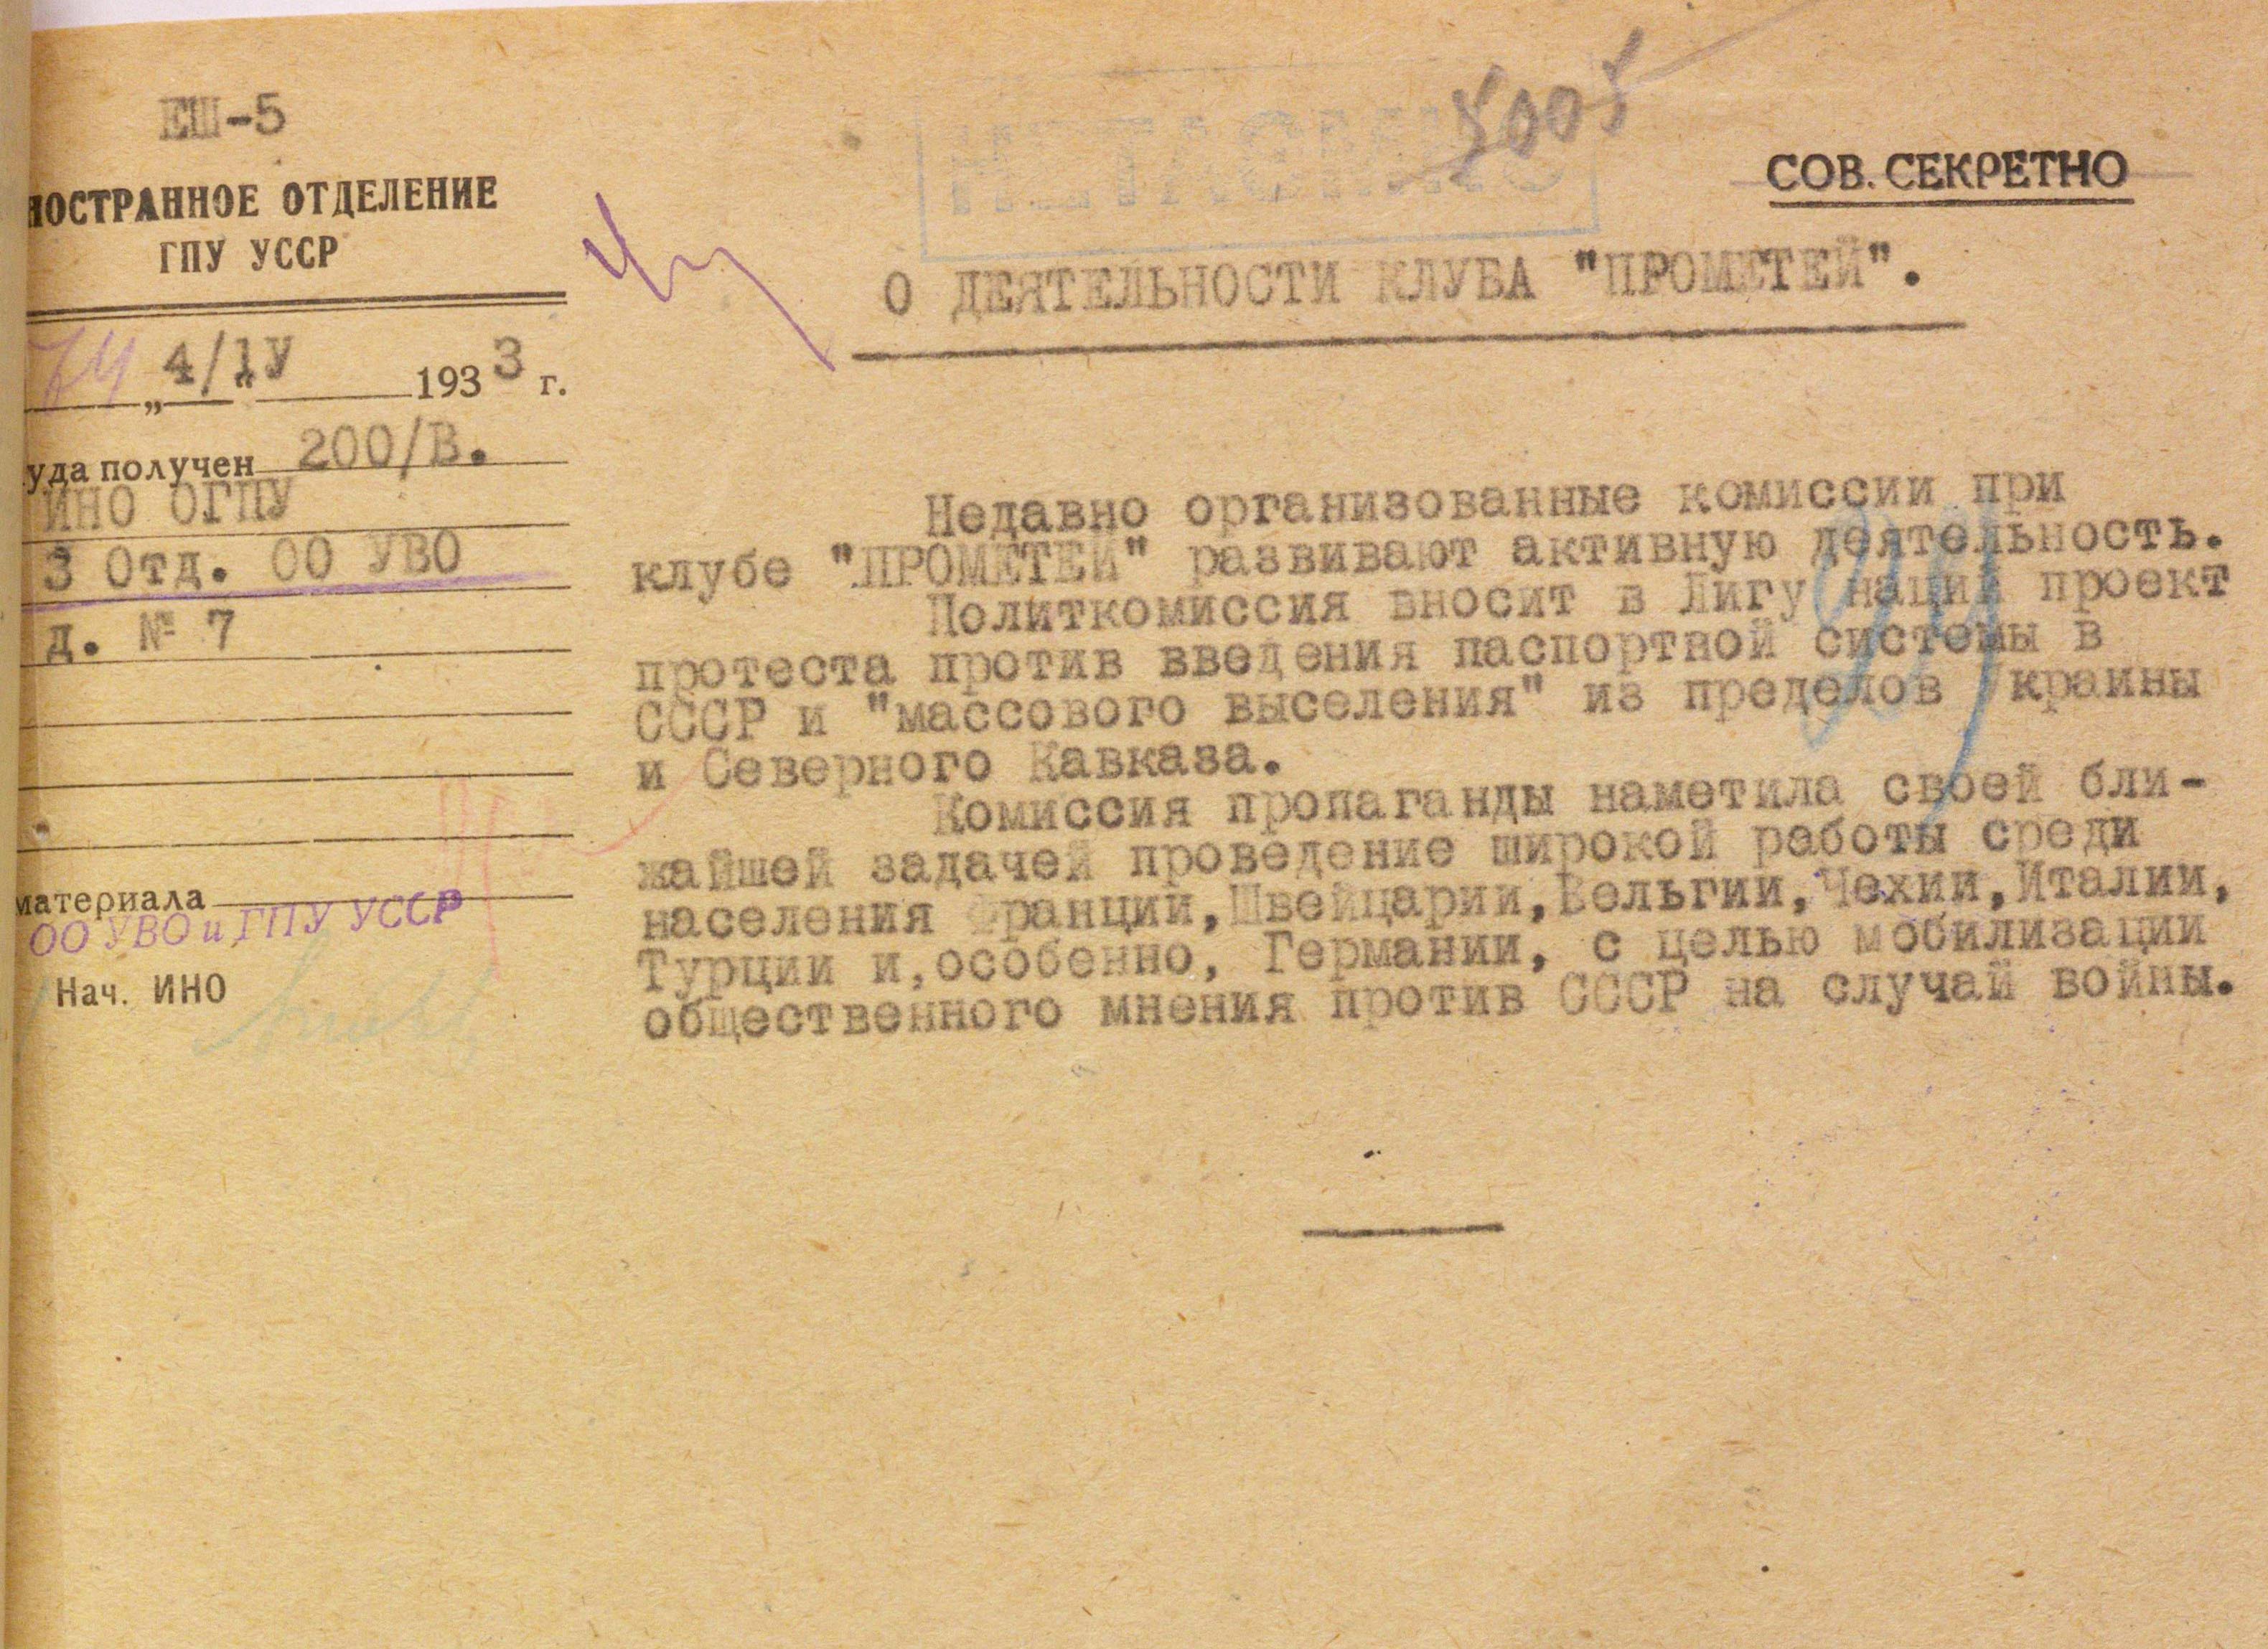 ЕШ-5
5005
СОВ. СЕКРЕТНО
НОСТРАННОЕ ОТДЕЛЕНИЕ
ГПУ УССР
О ДЕЯТЕЛЬНОСТИ КЛУБА "ПРОМЕТЕЙ".
„4/1У“ 1933 г.
уда получен 200/В.
ИНО ОГПУ
3 Отд. ОО УВО
д. № 7
материала
ОО УВО и ГПУ УССР
Нач. ИНО
Недавно организованные комиссии при
клубе "ПРОМЕТЕЙ" развивают активную деятельность.
Политкомиссия вносит в Лигу наций проект
протеста против введения паспортной системы в
СССР и "массового выселения" из пределов краины
и Северного Кавказа.
Комиссия пропаганды наметила своей бли-
жайшей задачей проведение широкой работы среди
населения Франции, Швейцарии, Бельгии, Чехии, Италии,
Турции и, особенно, Германии, с целью мобилизации
общественного мнения против СССР на случай войны.